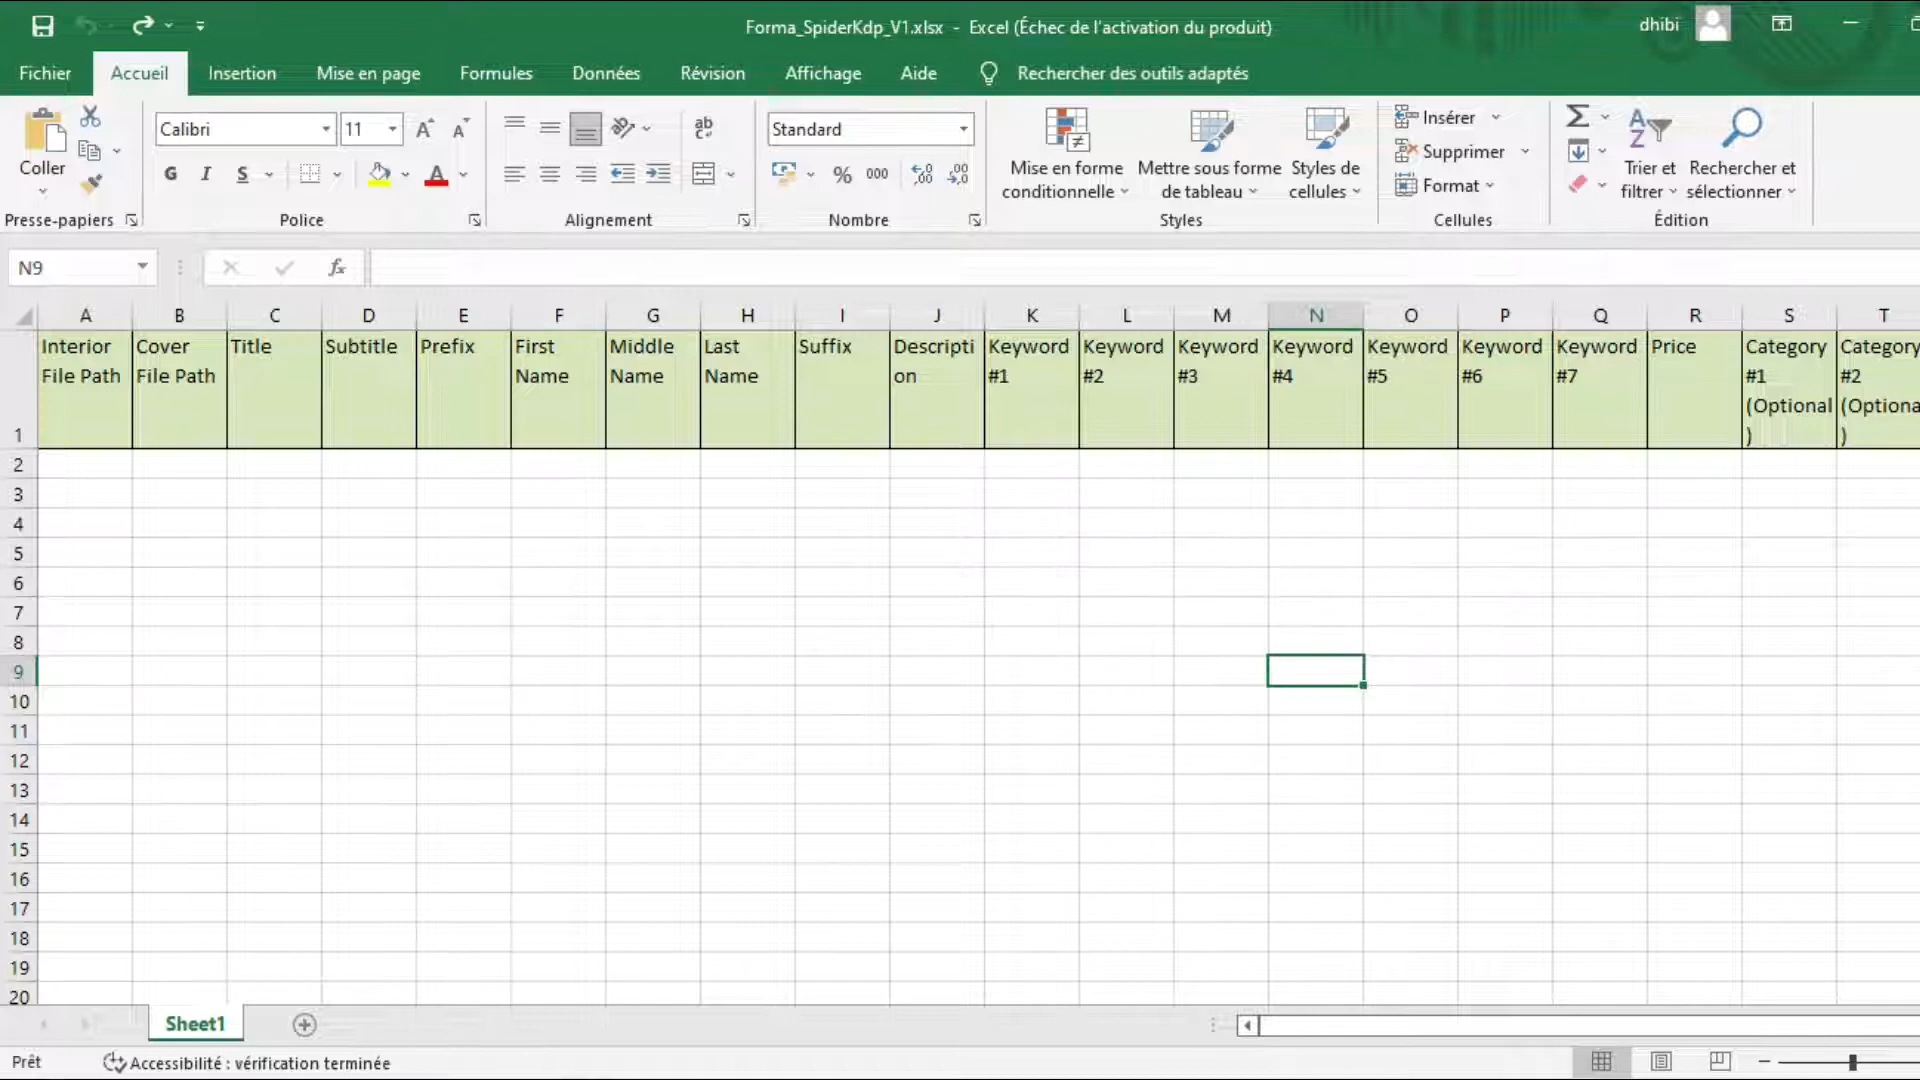 Forma_SpiderKdp_V1.xlsx - Excel (Échec de l'activation du produit)
dhibi
Fichier Accueil Insertion Mise en page Formules Données Révision Affichage Aide Rechercher des outils adaptés
Coller
Presse-papiers
Calibri 11
G I S
Police
ab
Alignement
Standard
% 000
Nombre
Mise en forme conditionnelle
Mettre sous forme de tableau
Styles de cellules
Styles
Insérer
Supprimer
Format
Cellules
Trier et filtrer
Rechercher et sélectionner
Édition
N9 fx
A B C D E F G H I J K L M N O P Q R S T
Interior File Path
Cover File Path
Title
Subtitle
Prefix
First Name
Middle Name
Last Name
Suffix
Description
Keyword #1
Keyword #2
Keyword #3
Keyword #4
Keyword #5
Keyword #6
Keyword #7
Price
Category #1 (Optional)
Category #2 (Optiona )
1
2
3
4
5
6
7
8
9
10
11
12
13
14
15
16
17
18
19
20
Sheet1
Prêt Accessibilité : vérification terminée